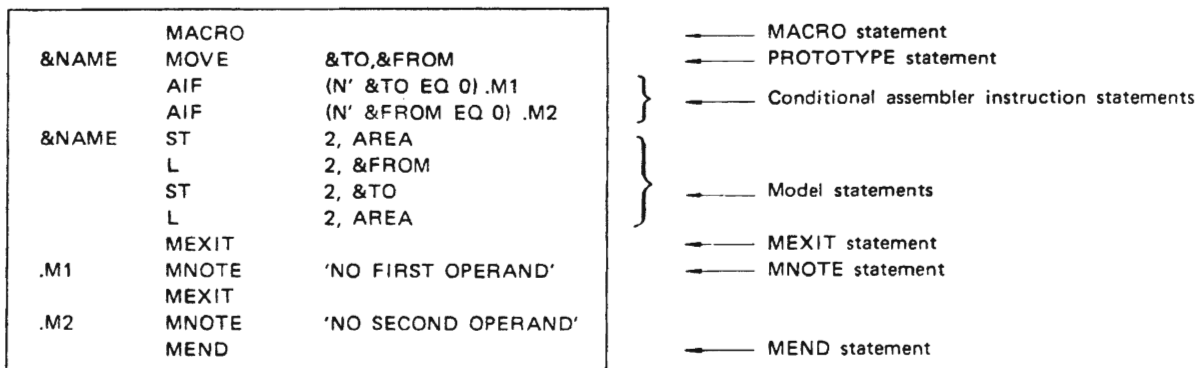 MACRO MACRO statement
&NAME MOVE &TO,&FROM PROTOTYPE statement
AIF (N' &TO EQ 0) .M1
Conditional assembler instruction statements
AIF (N' &FROM EQ 0) .M2
&NAME ST 2, AREA
L 2, &FROM
ST 2, &TO Model statements
L 2, AREA
MEXIT MEXIT statement
.M1 MNOTE 'NO FIRST OPERAND' MNOTE statement
MEXIT
.M2 MNOTE 'NO SECOND OPERAND'
MEND MEND statement